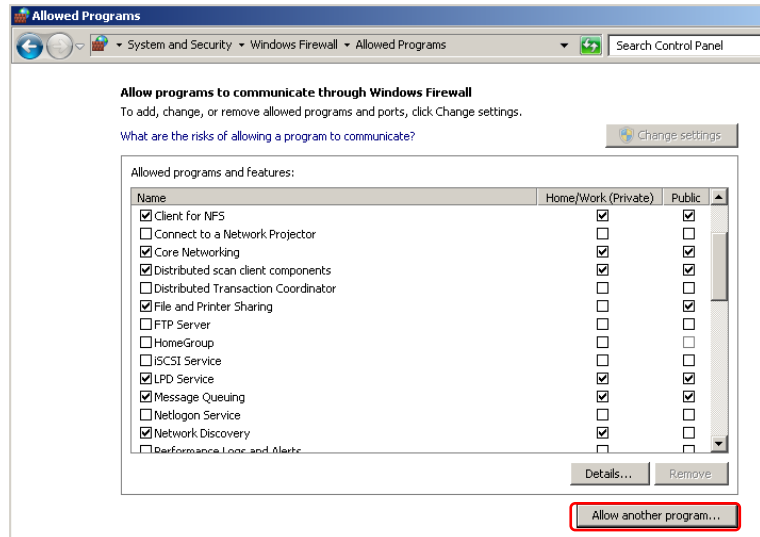 Allowed Programs
System and Security Windows Firewall Allowed Programs Search Control Panel
Allow programs to communicate through Windows Firewall
To add, change, or remove allowed programs and ports, click Change settings.
What are the risks of allowing a program to communicate? Change settings
Allowed programs and features:
Name Home/Work (Private) Public
Client for NFS
Connect to a Network Projector
Core Networking
Distributed scan client components
Distributed Transaction Coordinator
File and Printer Sharing
FTP Server
HomeGroup
iSCSI Service
LPD Service
Message Queuing
Netlogon Service
Network Discovery
Performance Logs and Alerts
Details... Remove
Allow another program...